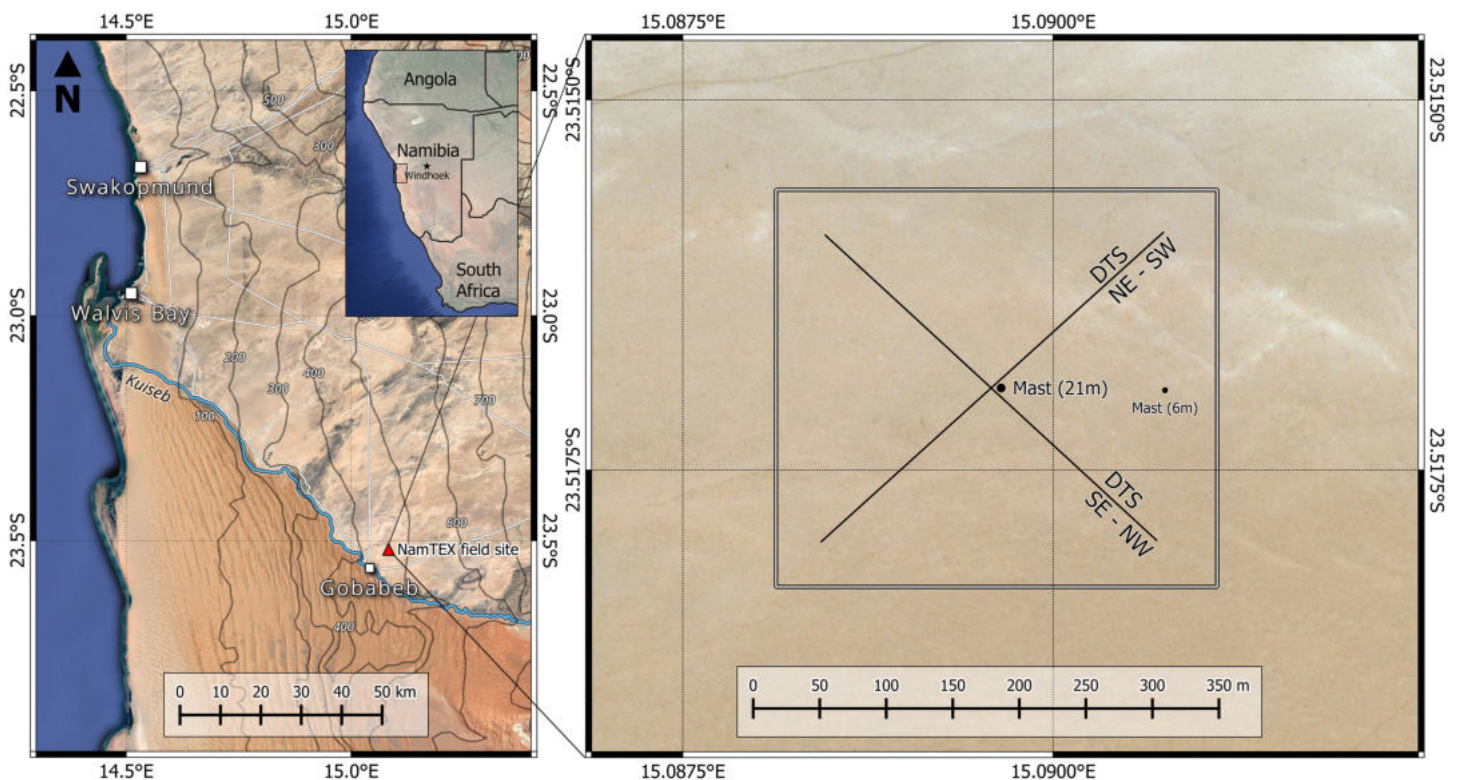 14.5°E
15.0°E
22.5°S
23.0°S
23.5°S
N
500
300
Swakopmund
Walvis Bay
Kuiseb
100
200
300
400
700
600
400
NamTEX field site
Gobabeb
0 10 20 30 40 50 km
14.5°E
15.0°E
22.5°S
23.0°S
23.5°S
Angola
Namibia
Windhoek
South
Africa
15.0875°E
15.0900°E
23.5150°S
23.5175°S
DTS
NE - SW
Mast (21m)
Mast (6m)
DTS
SE - NW
0 50 100 150 200 250 300 350 m
23.5150°S
23.5175°S
15.0875°E
15.0900°E